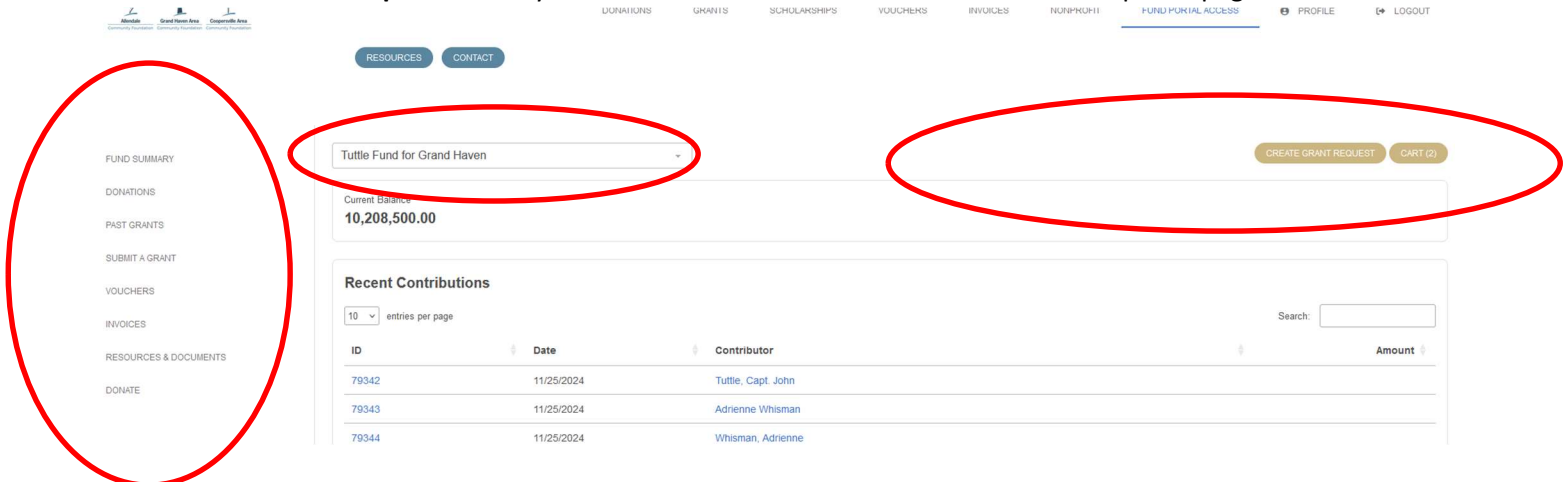 Allendale Grand Haven Area Coopersville Area
Community Foundation Community Foundation Community Foundation
DONATIONS GRANTS SCHOLARSHIPS VOUCHERS INVOICES NONPROFIT FUND PORTAL ACCESS PROFILE LOGOUT
RESOURCES CONTACT
FUND SUMMARY
DONATIONS
PAST GRANTS
SUBMIT A GRANT
VOUCHERS
INVOICES
RESOURCES & DOCUMENTS
DONATE
Tuttle Fund for Grand Haven
CREATE GRANT REQUEST CART (2)
Current Balance
10,208,500.00
Recent Contributions
10 entries per page Search:
ID Date Contributor Amount
79342 11/25/2024 Tuttle, Capt. John
79343 11/25/2024 Adrienne Whisman
79344 11/25/2024 Whisman, Adrienne